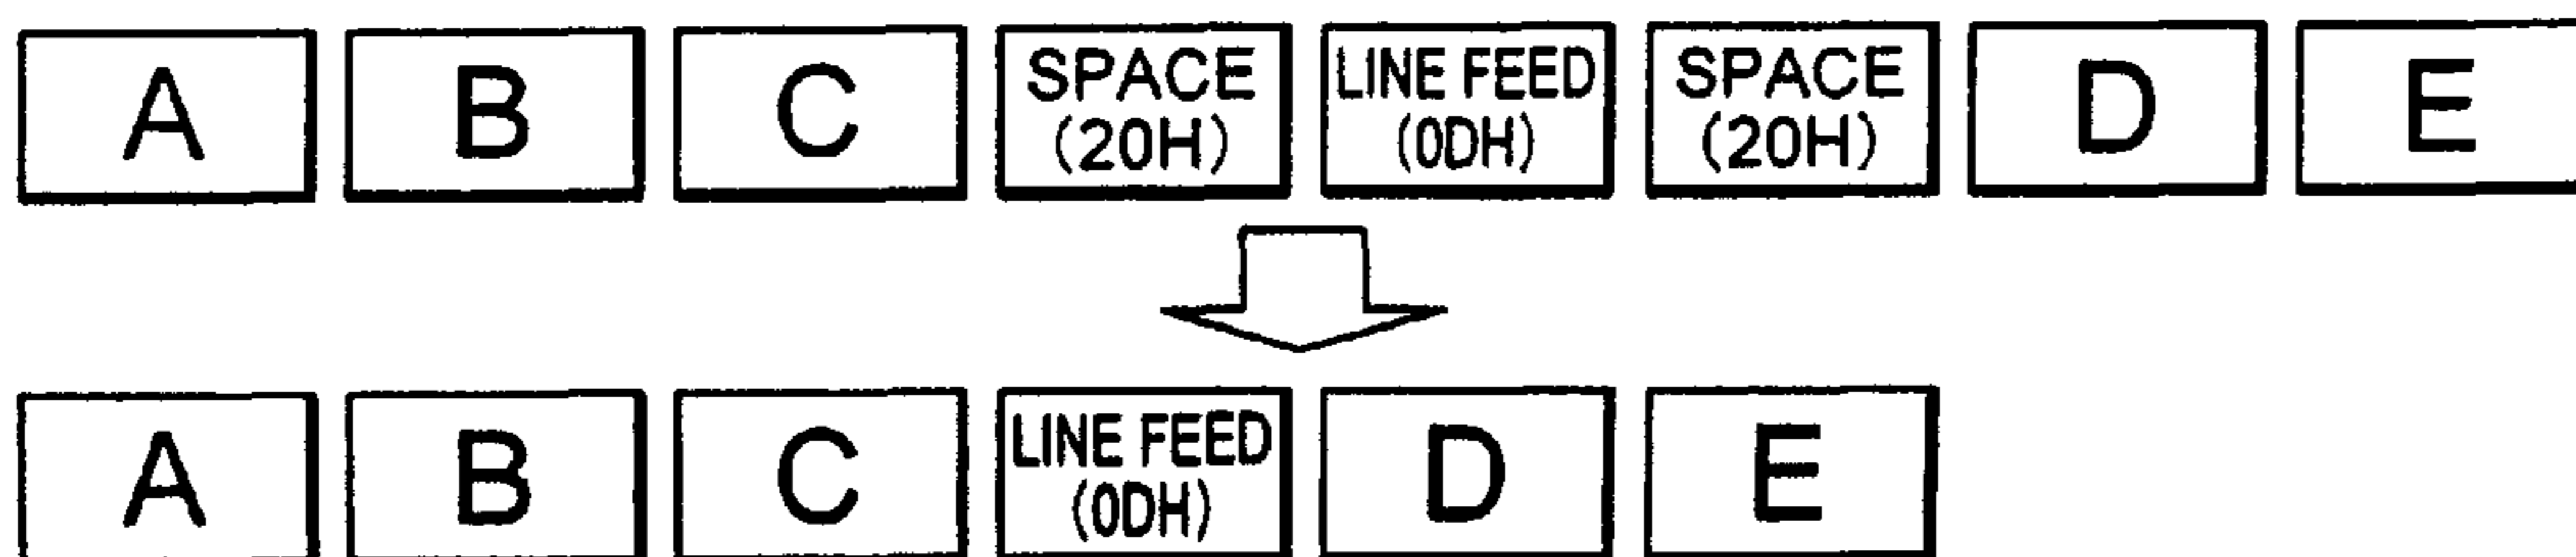 A B C SPACE (20H) LINE FEED (0DH) SPACE (20H) D E
A B C LINE FEED (0DH) D E